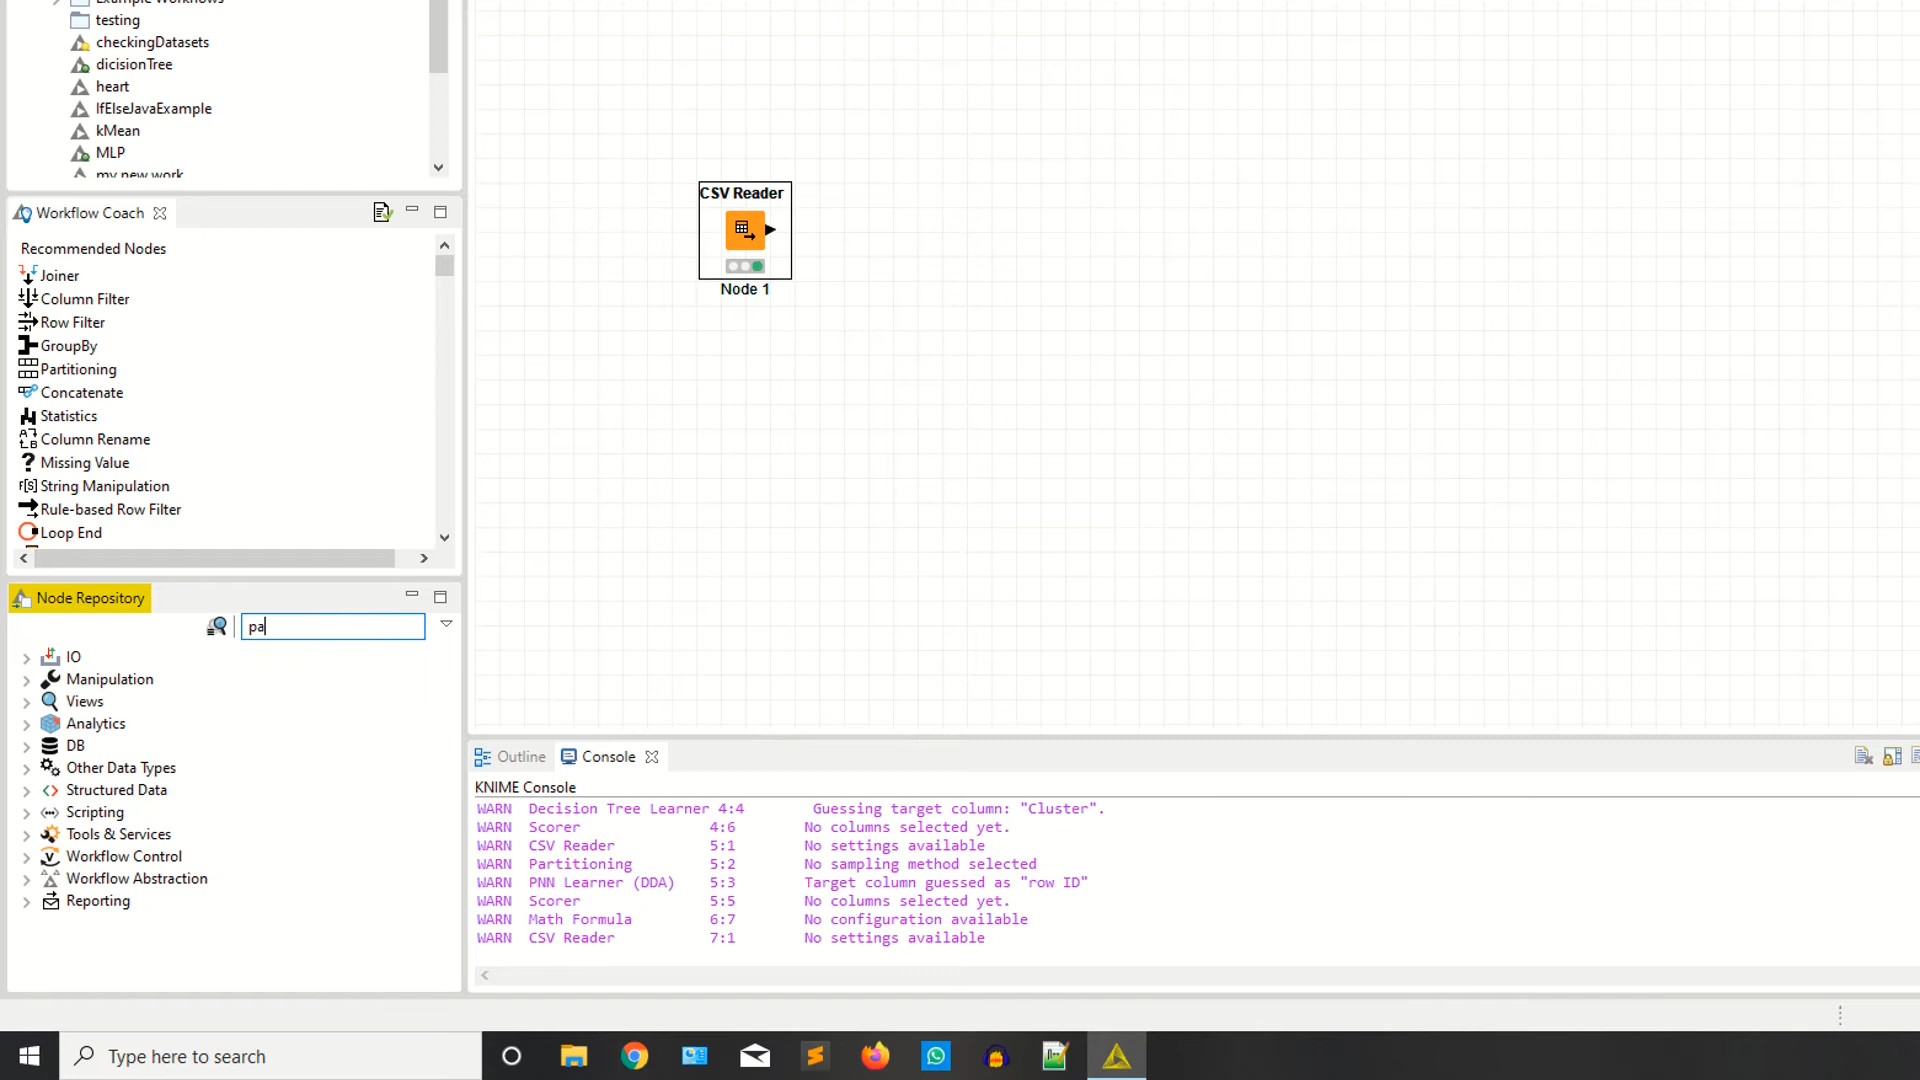 Example Workflows
testing
checkingDatasets
dicisionTree
heart
IfElseJavaExample
kMean
MLP
my new work
Workflow Coach
Recommended Nodes
Joiner
Column Filter
Row Filter
GroupBy
Partitioning
Concatenate
Statistics
Column Rename
Missing Value
String Manipulation
Rule-based Row Filter
Loop End
Node Repository
pa
IO
Manipulation
Views
Analytics
DB
Other Data Types
Structured Data
Scripting
Tools & Services
Workflow Control
Workflow Abstraction
Reporting
CSV Reader
Node 1
Outline
Console
KNIME Console
WARN Decision Tree Learner 4:4 Guessing target column: "Cluster".
WARN Scorer 4:6 No columns selected yet.
WARN CSV Reader 5:1 No settings available
WARN Partitioning 5:2 No sampling method selected
WARN PNN Learner (DDA) 5:3 Target column guessed as "row ID"
WARN Scorer 5:5 No columns selected yet.
WARN Math Formula 6:7 No configuration available
WARN CSV Reader 7:1 No settings available
Type here to search